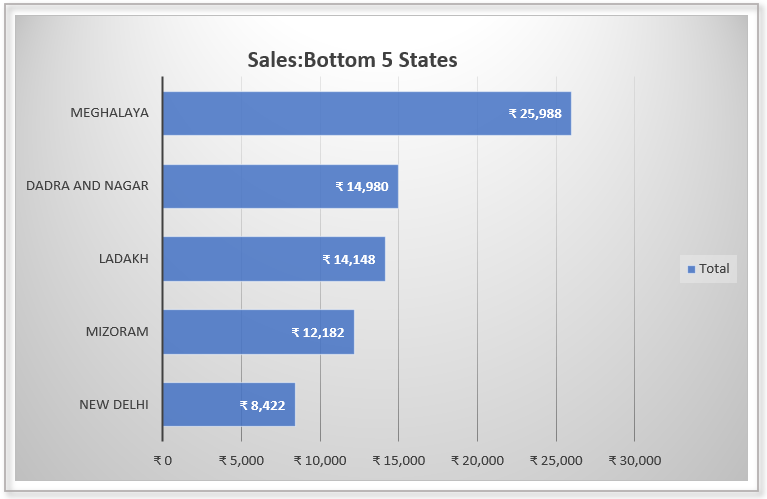 Sales:Bottom 5 States
MEGHALAYA
₹ 25,988
DADRA AND NAGAR
₹ 14,980
LADAKH
₹ 14,148
Total
MIZORAM
₹ 12,182
NEW DELHI
₹ 8,422
₹ 0 ₹ 5,000 ₹ 10,000 ₹ 15,000 ₹ 20,000 ₹ 25,000 ₹ 30,000